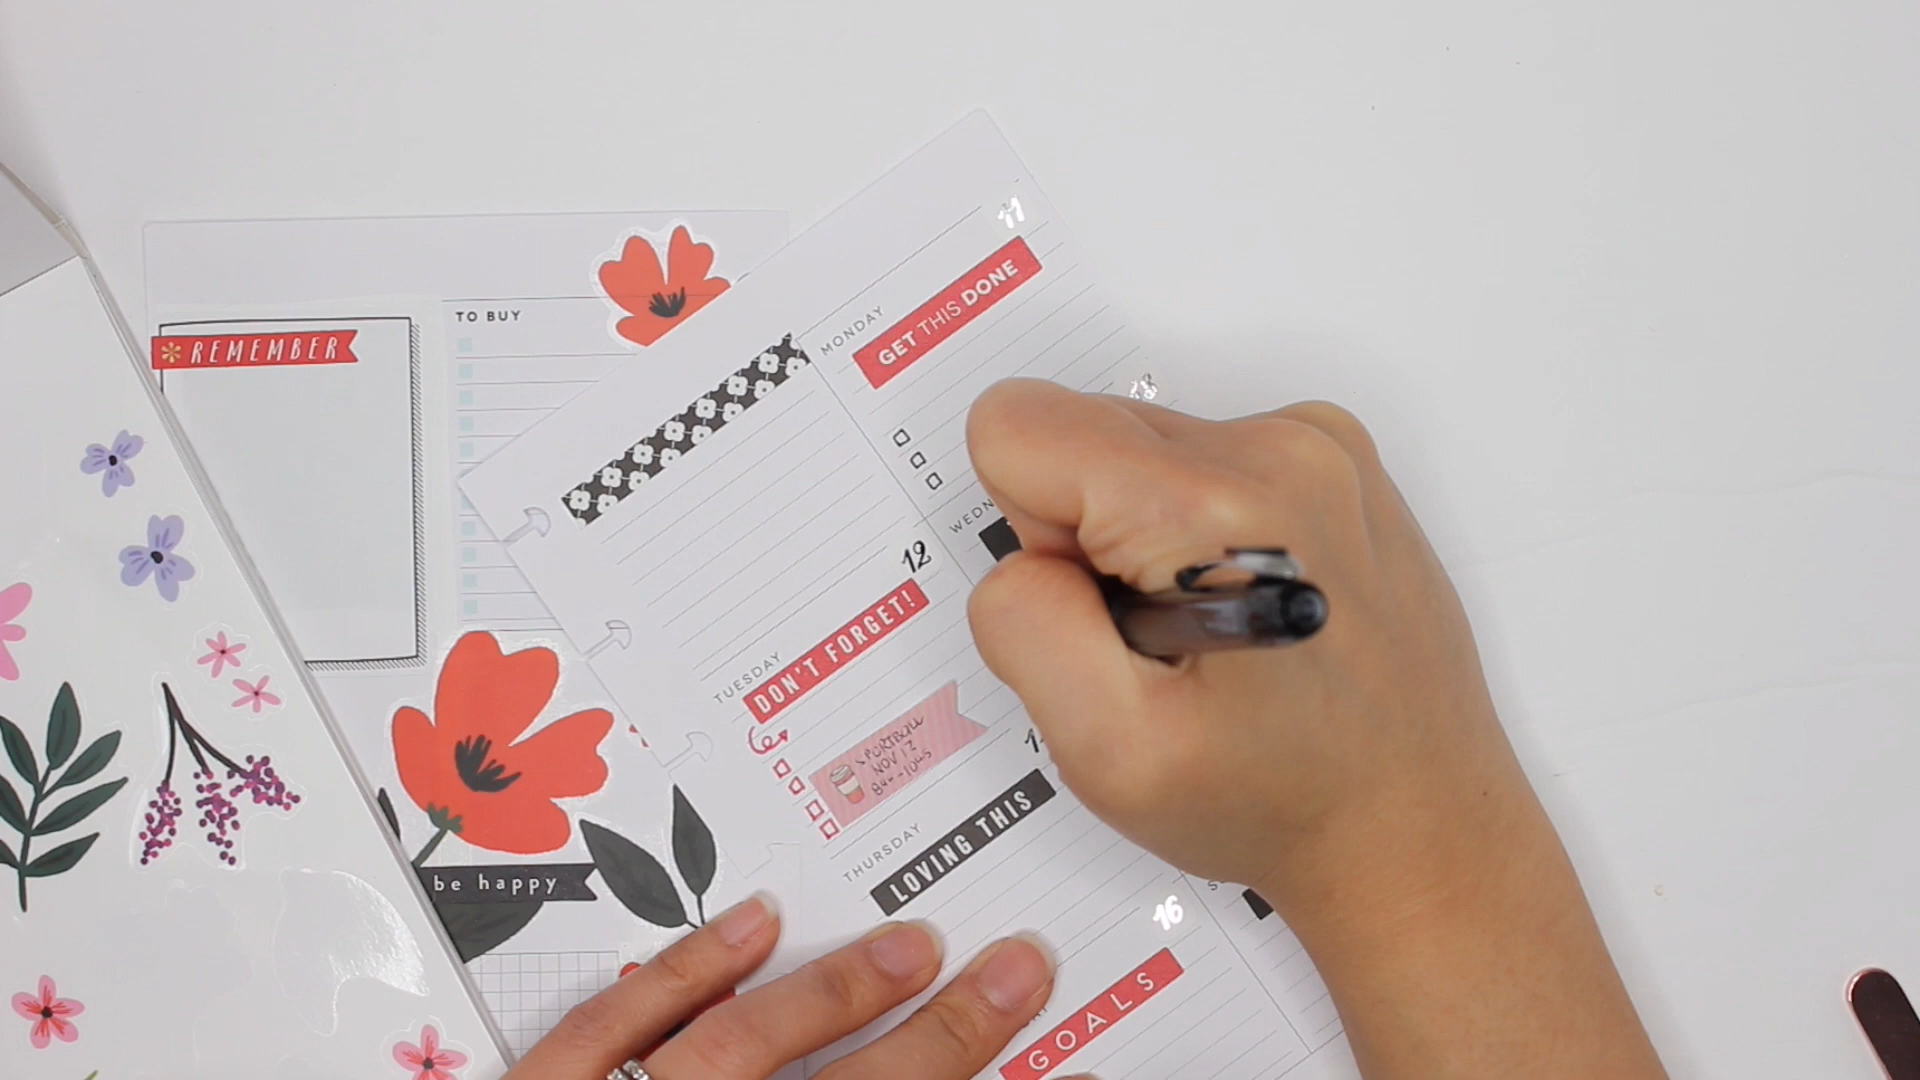 REMEMBER
TO BUY
be happy
MONDAY
11
GET THIS DONE
12
TUESDAY
DON'T FORGET!
SPORTBALL
NOV 12
THURSDAY
LOVING THIS
16
GOALS